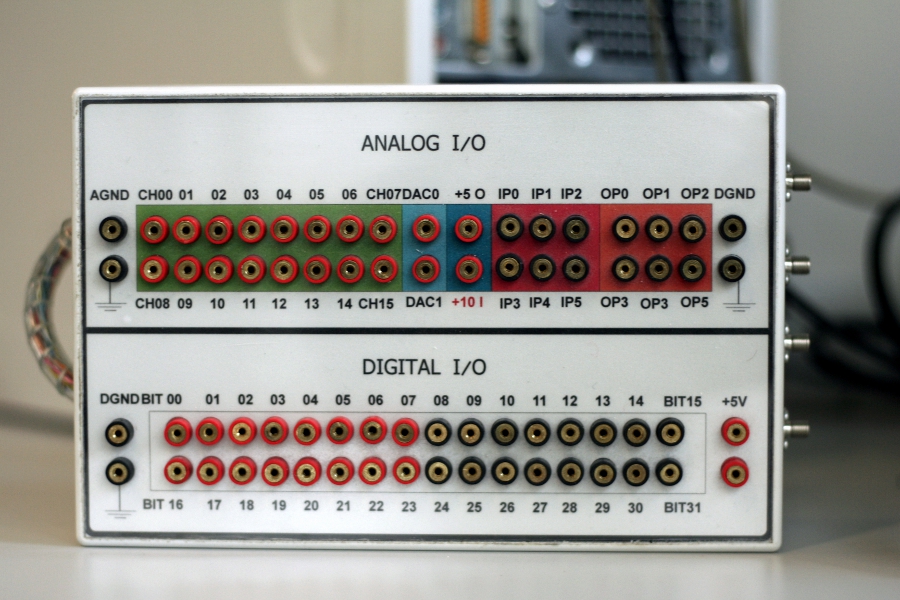 ANALOG I/O
AGND CH00 01 02 03 04 05 06 CH07 DAC0 +5 O IP0 IP1 IP2 OP0 OP1 OP2 DGND
CH08 09 10 11 12 13 14 CH15 DAC1 +10 I IP3 IP4 IP5 OP3 OP3 OP5
DIGITAL I/O
DGND BIT 00 01 02 03 04 05 06 07 08 09 10 11 12 13 14 BIT15 +5V
BIT 16 17 18 19 20 21 22 23 24 25 26 27 28 29 30 BIT31